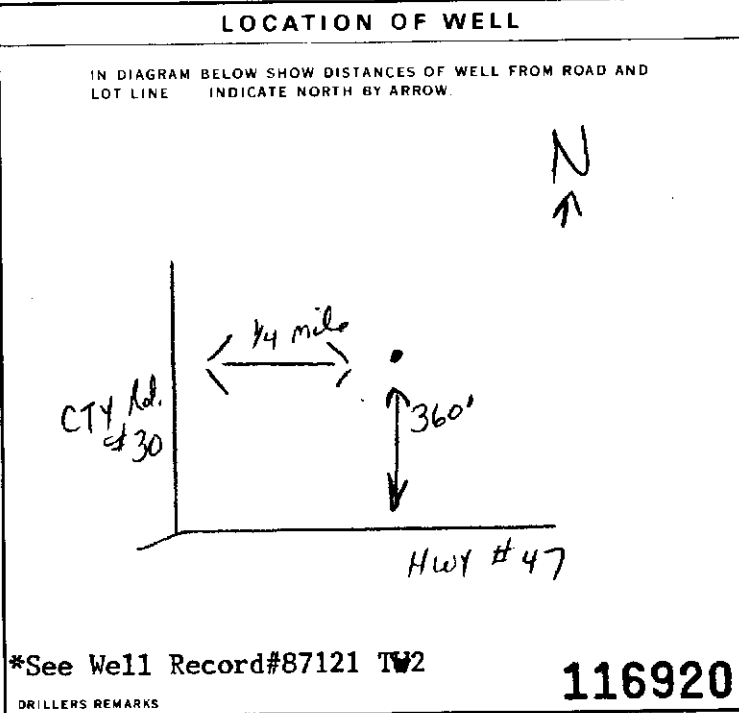 LOCATION OF WELL
IN DIAGRAM BELOW SHOW DISTANCES OF WELL FROM ROAD AND
LOT LINE INDICATE NORTH BY ARROW.
N
1/4 mile
CTY Rd.
#30
360'
HWY #47
*See Well Record#87121 TW2
116920
DRILLERS REMARKS